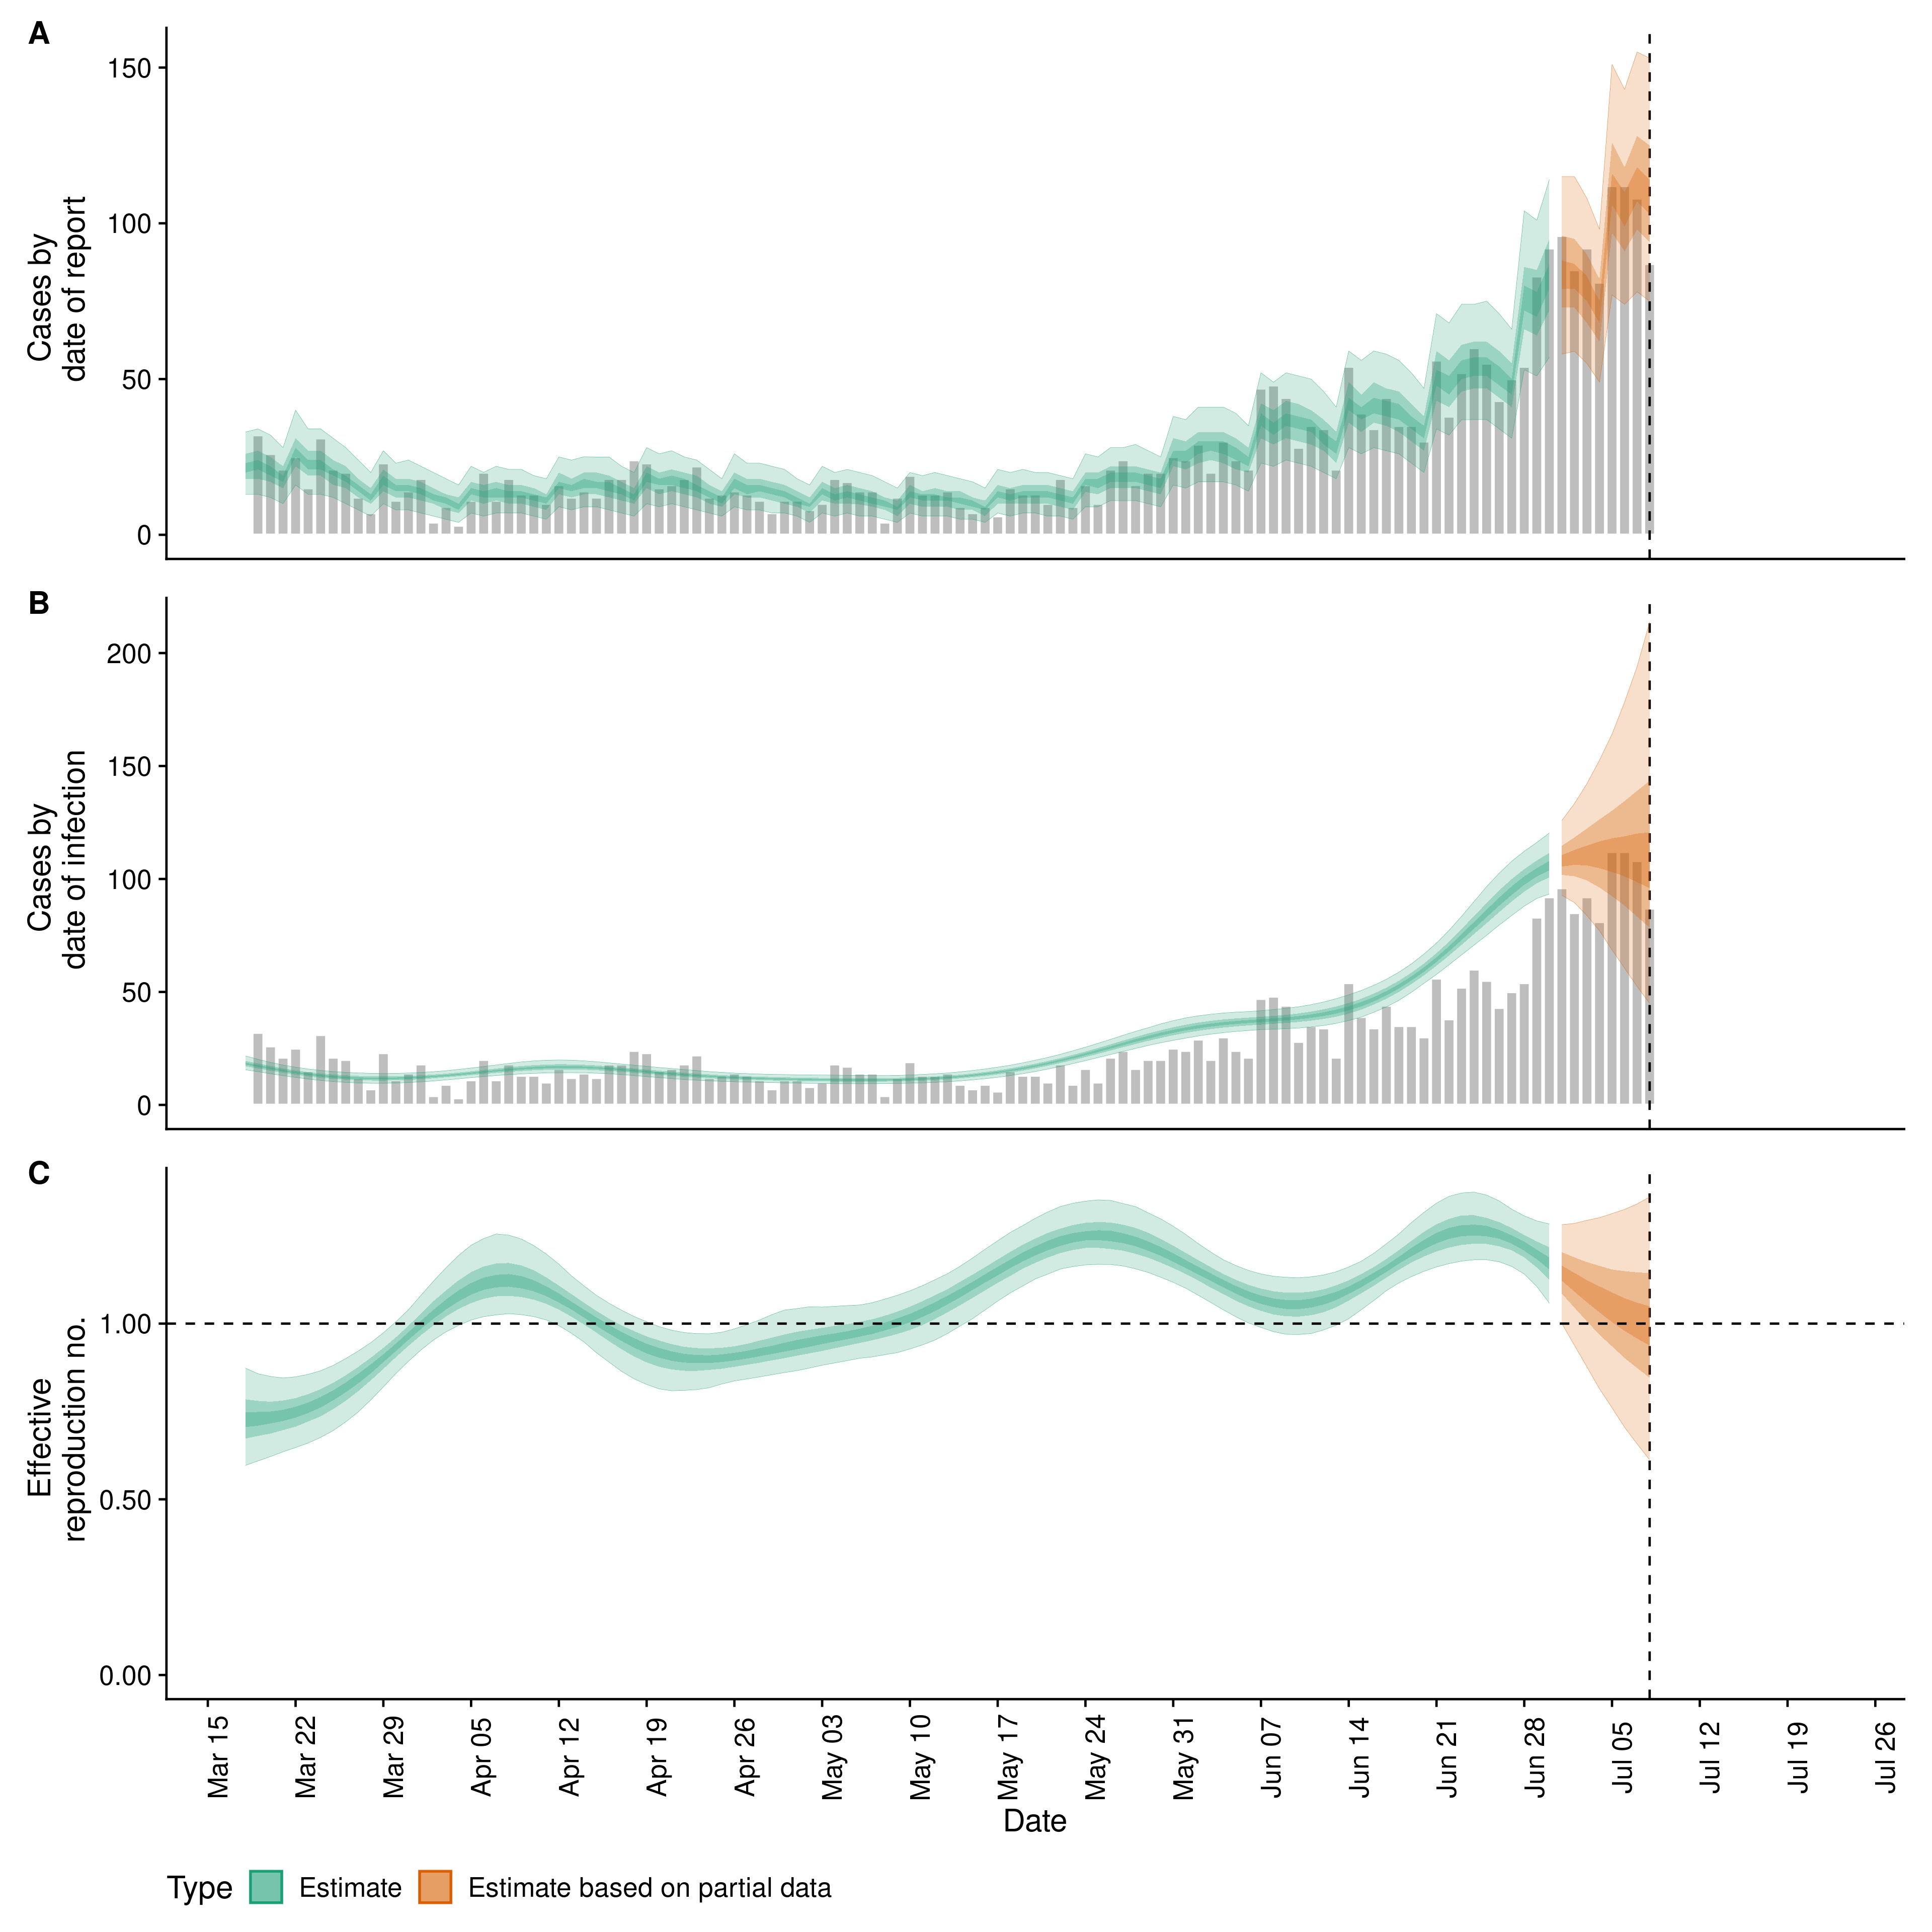 A
150
100
50
0
Cases by
date of report
B
200
150
100
50
0
Cases by
date of infection
C
1.00
0.50
0.00
Effective
reproduction no.
Mar 15
Mar 22
Mar 29
Apr 05
Apr 12
Apr 19
Apr 26
May 03
May 10
May 17
May 24
May 31
Jun 07
Jun 14
Jun 21
Jun 28
Jul 05
Jul 12
Jul 19
Jul 26
Date
Type Estimate Estimate based on partial data